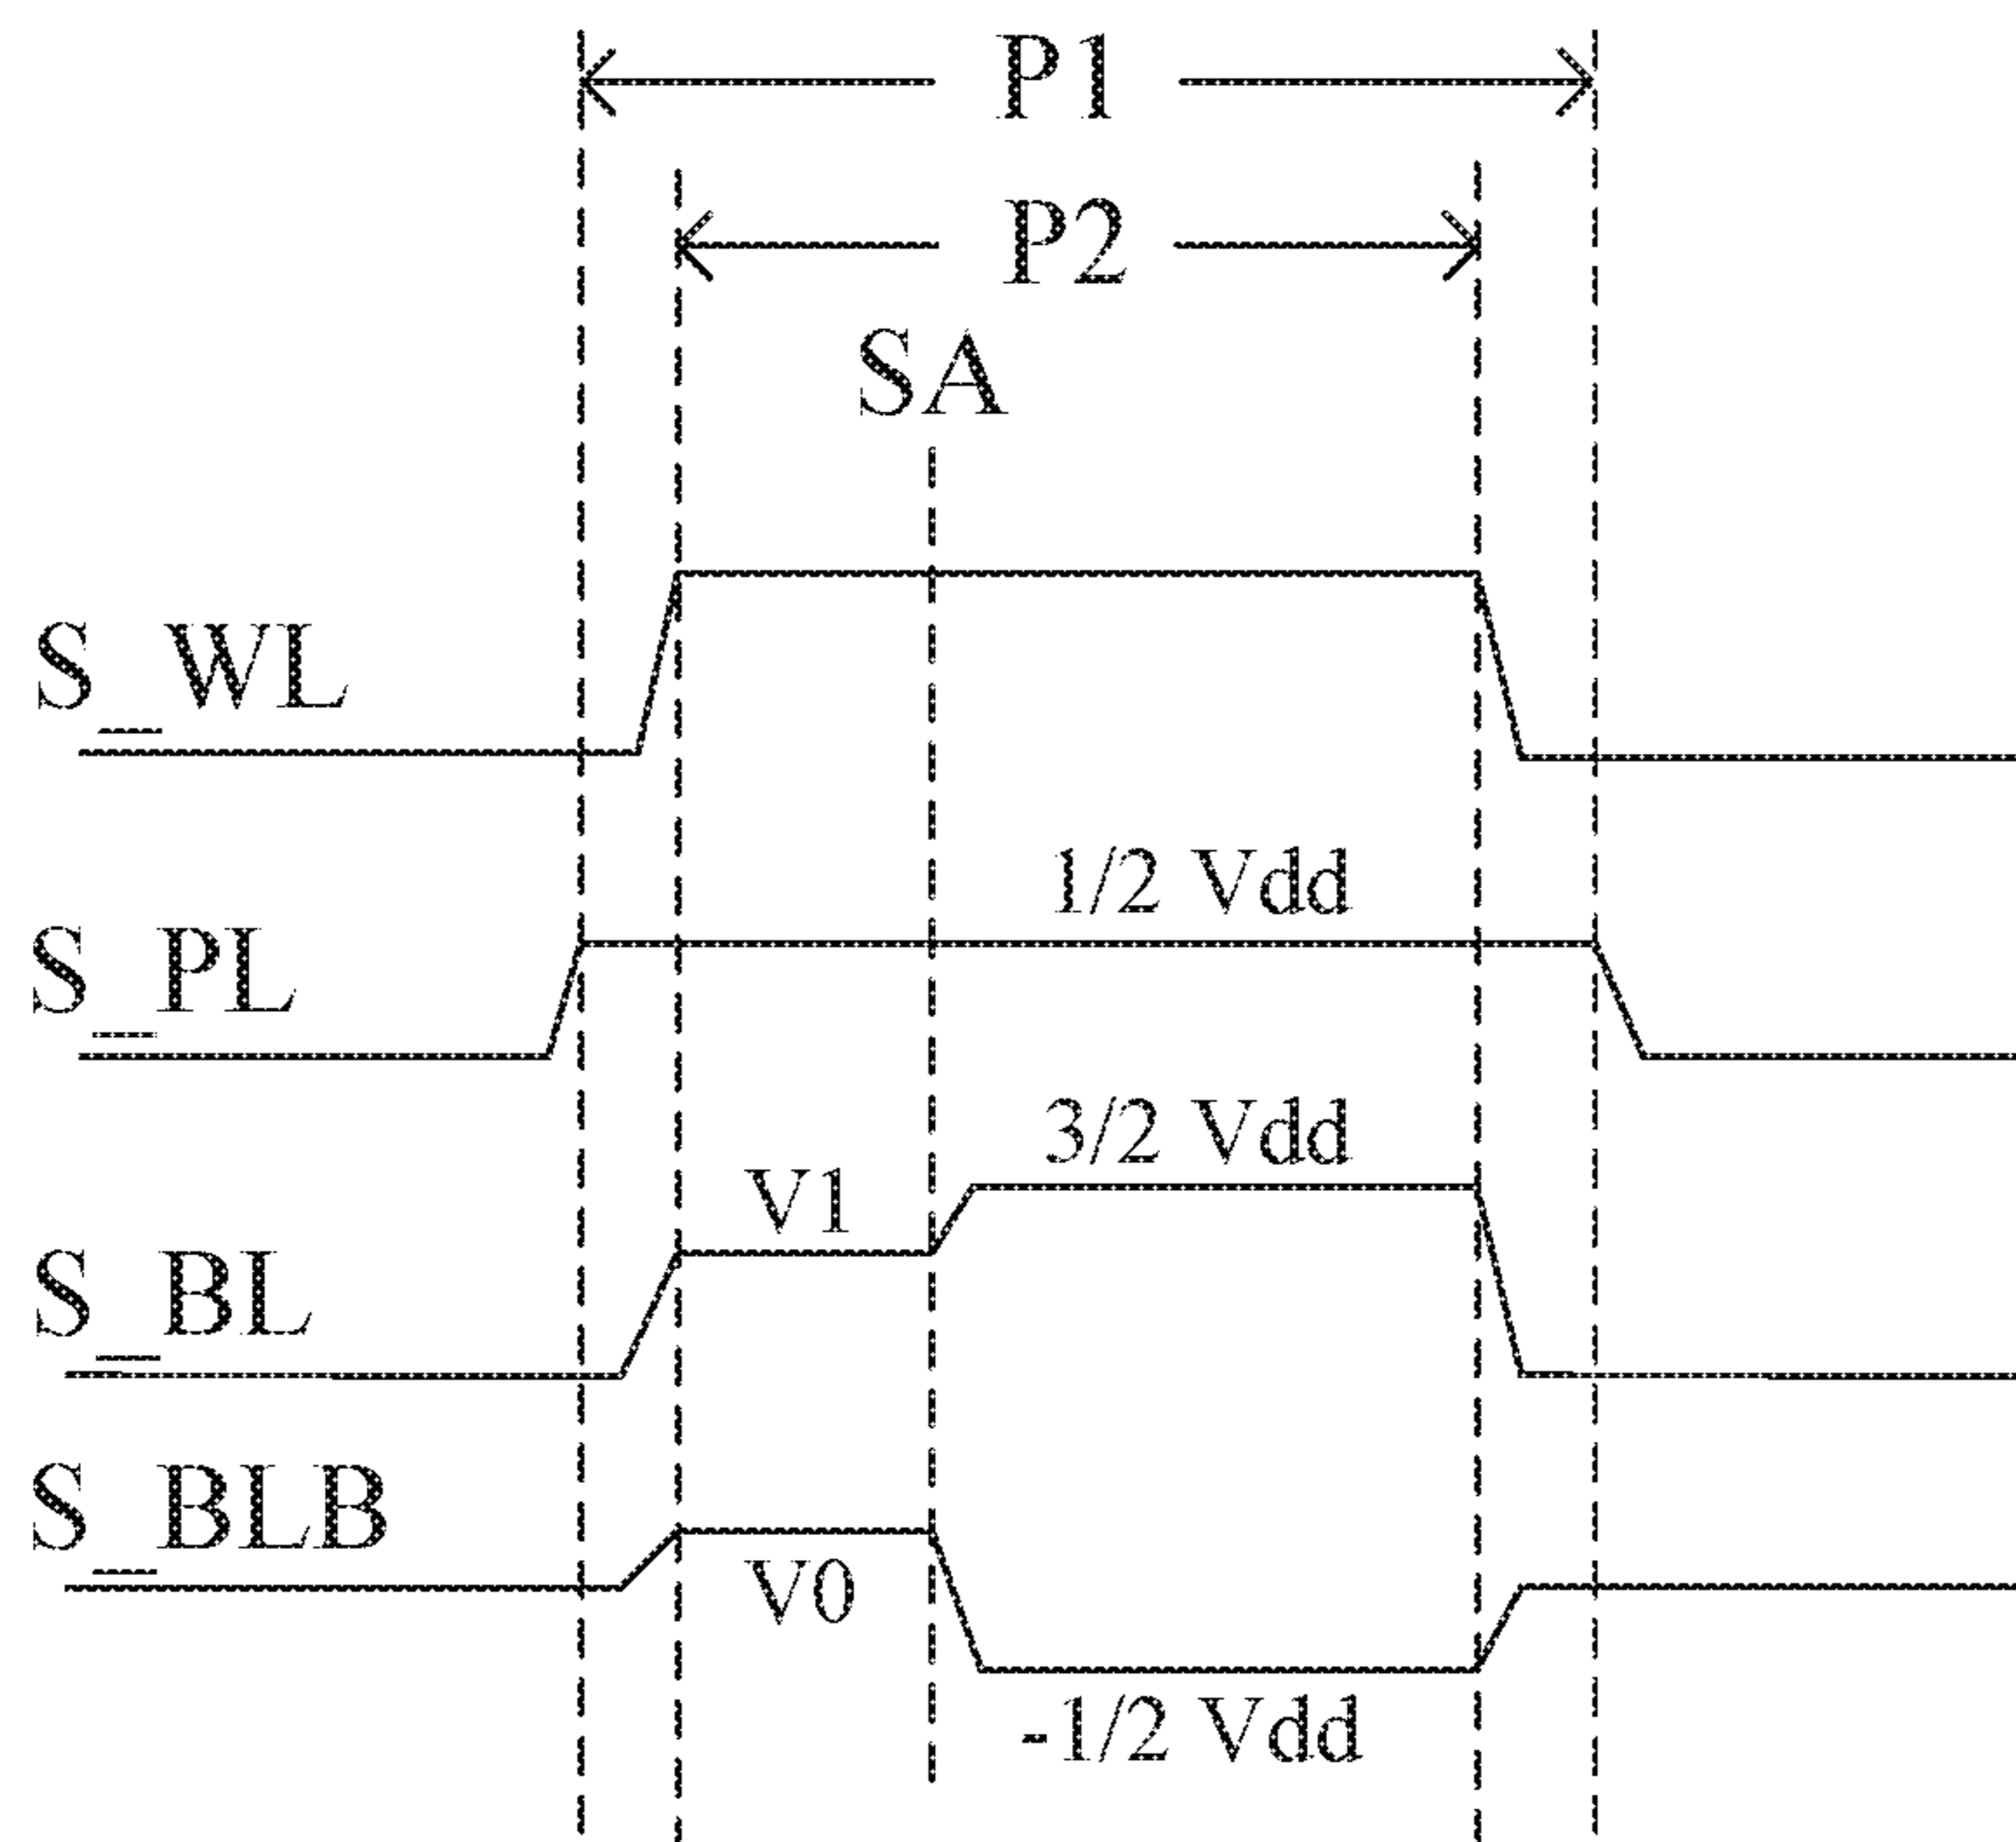 P1
P2
SA
S_WL
1/2 Vdd
S_PL
3/2 Vdd
V1
S_BL
S_BLB
V0
-1/2 Vdd